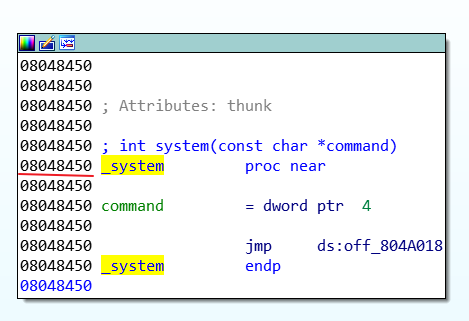 08048450
08048450
08048450 ; Attributes: thunk
08048450
08048450 ; int system(const char *command)
08048450 _system proc near
08048450
08048450 command = dword ptr 4
08048450
08048450 jmp ds:off_804A018
08048450 _system endp
08048450